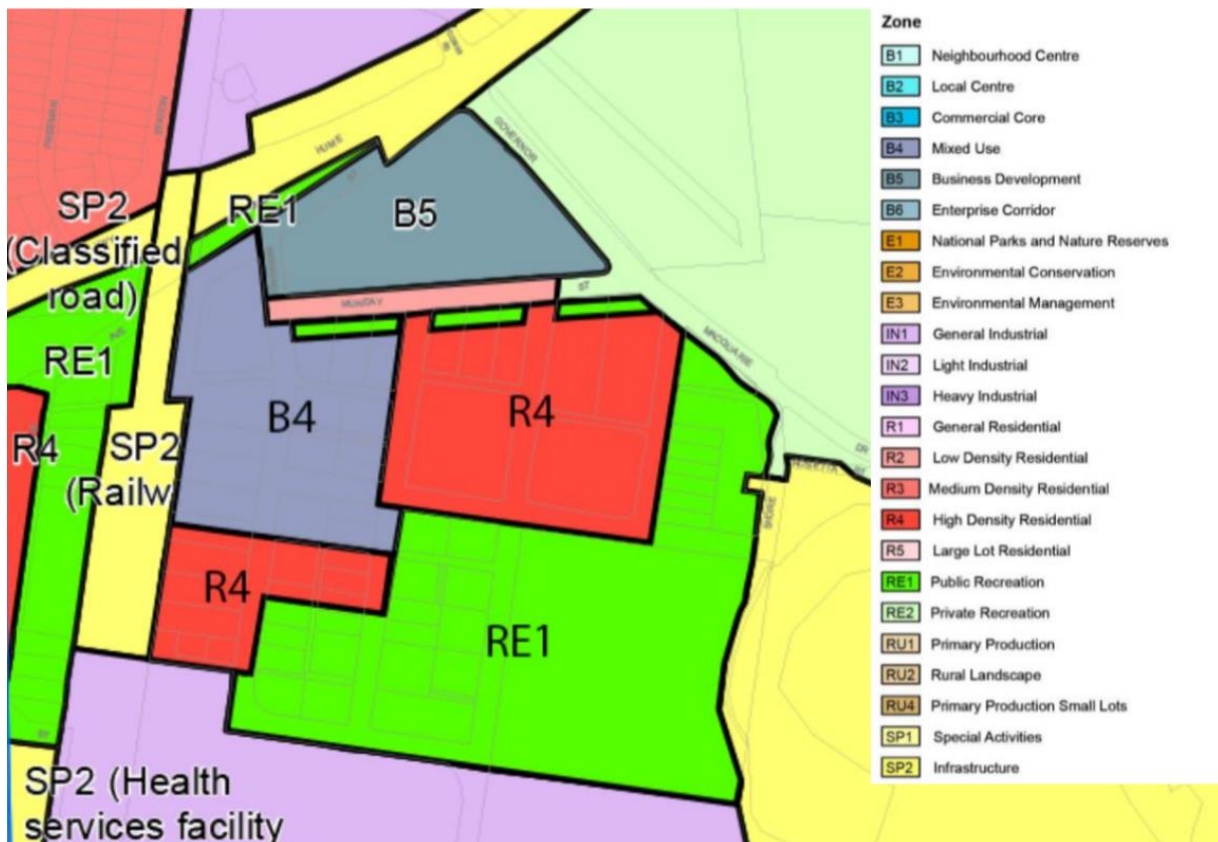 FREEMAN
HUME
GOVERNOR
SP2
(Classified
road)
RE1
B5
MUNDAY
ST
AVE
MACQUARIE
DR
RE1
B4
R4
R4
SP2
(Railw
SHORE
R4
RE1
SP2 (Health
services facility
Zone
B1 Neighbourhood Centre
B2 Local Centre
B3 Commercial Core
B4 Mixed Use
B5 Business Development
B6 Enterprise Corridor
E1 National Parks and Nature Reserves
E2 Environmental Conservation
E3 Environmental Management
IN1 General Industrial
IN2 Light Industrial
IN3 Heavy Industrial
R1 General Residential
R2 Low Density Residential
R3 Medium Density Residential
R4 High Density Residential
R5 Large Lot Residential
RE1 Public Recreation
RE2 Private Recreation
RU1 Primary Production
RU2 Rural Landscape
RU4 Primary Production Small Lots
SP1 Special Activities
SP2 Infrastructure